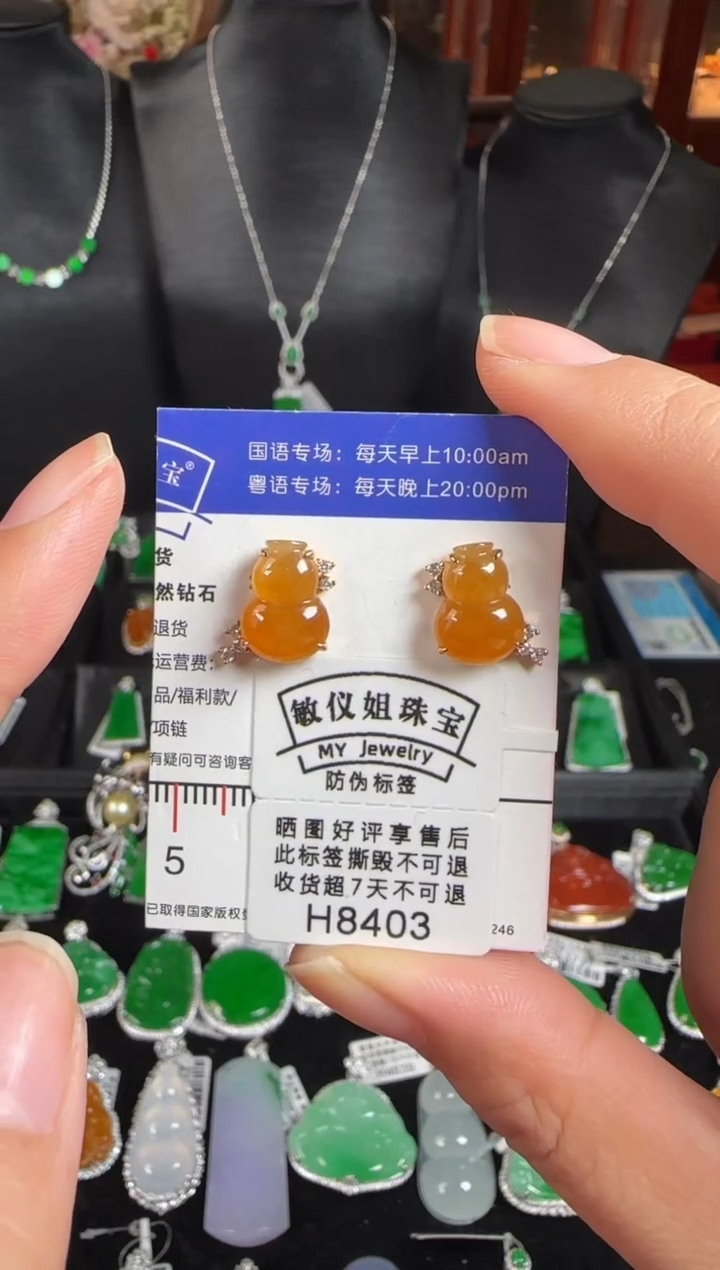 国语专场：每天早上10:00am
粤语专场：每天晚上20:00pm
宝®
货
然钻石
退货
运营费：
品/福利款/
项链
有疑问可咨询客
敏仪姐珠宝
MY Jewelry
防伪标签
晒图好评享售后
此标签撕毁不可退
收货超7天不可退
H8403
5
已取得国家版权
246